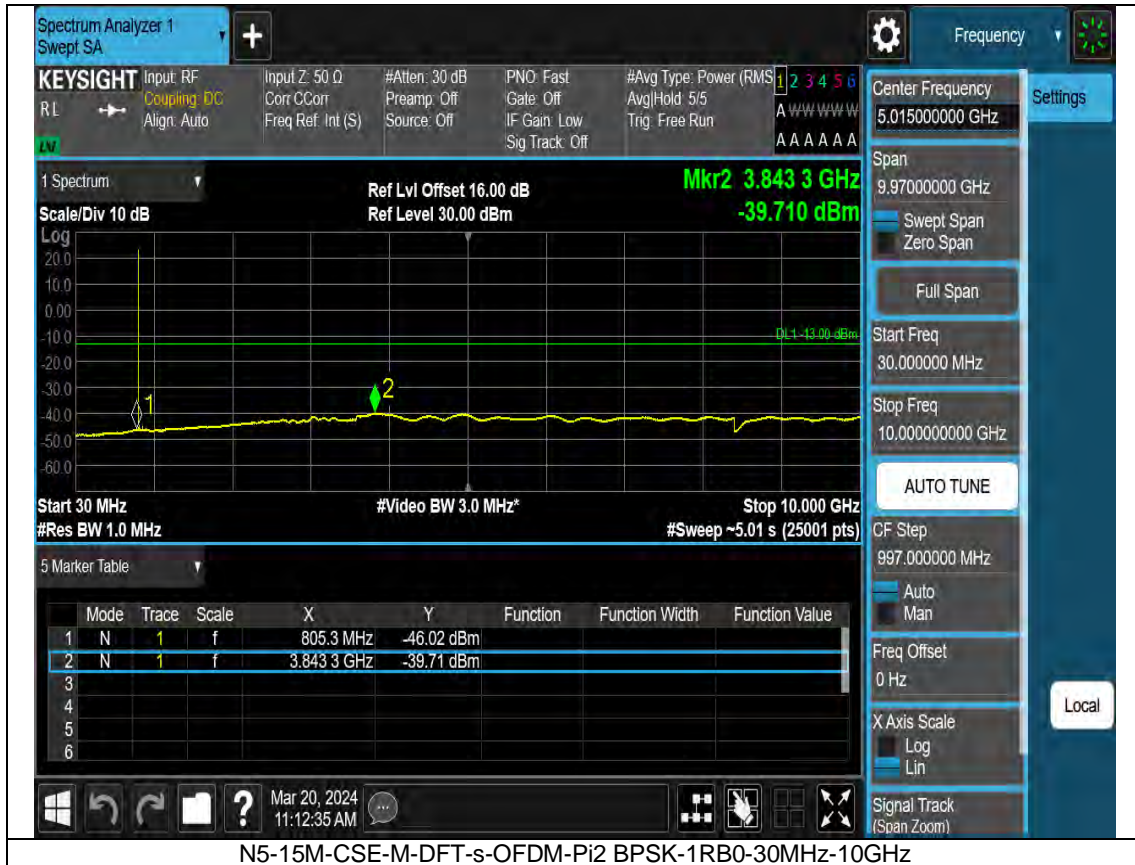 Spectrum Analyzer 1
Swept SA
+
Frequency
KEYSIGHT Input: RF Input Z: 50 Ω #Atten: 30 dB PNO: Fast #Avg Type: Power (RMS 1 2 3 4 5 6
RL Coupling: DC Corr CCorr Preamp: Off Gate: Off Avg|Hold: 5/5 A W W W W W
Align: Auto Freq Ref: Int (S) Source: Off IF Gain: Low Trig: Free Run
Sig Track: Off A A A A A A
1 Spectrum
Ref Lvl Offset 16.00 dB
Mkr2 3.843 3 GHz
Scale/Div 10 dB
Ref Level 30.00 dBm
-39.710 dBm
Log
20.0
10.0
0.00
-10.0
DL1 -13.00 dBm
-20.0
-30.0
-40.0
-50.0
-60.0
1
2
Start 30 MHz #Video BW 3.0 MHz* Stop 10.000 GHz
#Res BW 1.0 MHz #Sweep ~5.01 s (25001 pts)
5 Marker Table
Mode Trace Scale X Y Function Function Width Function Value
1 N 1 f 805.3 MHz -46.02 dBm
2 N 1 f 3.843 3 GHz -39.71 dBm
3
4
5
6
Center Frequency
5.015000000 GHz
Settings
Span
9.97000000 GHz
Swept Span
Zero Span
Full Span
Start Freq
30.000000 MHz
Stop Freq
10.000000000 GHz
AUTO TUNE
CF Step
997.000000 MHz
Auto
Man
Freq Offset
0 Hz
Local
X Axis Scale
Log
Lin
Signal Track
(Span Zoom)
?
Mar 20, 2024
11:12:35 AM
N5-15M-CSE-M-DFT-s-OFDM-Pi2 BPSK-1RB0-30MHz-10GHz